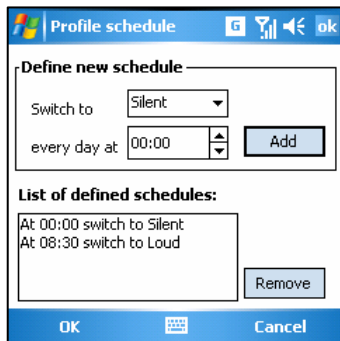 Profile schedule G ok
Define new schedule
Switch to Silent
every day at 00:00 Add
List of defined schedules:
At 00:00 switch to Silent
At 08:30 switch to Loud
Remove
OK Cancel